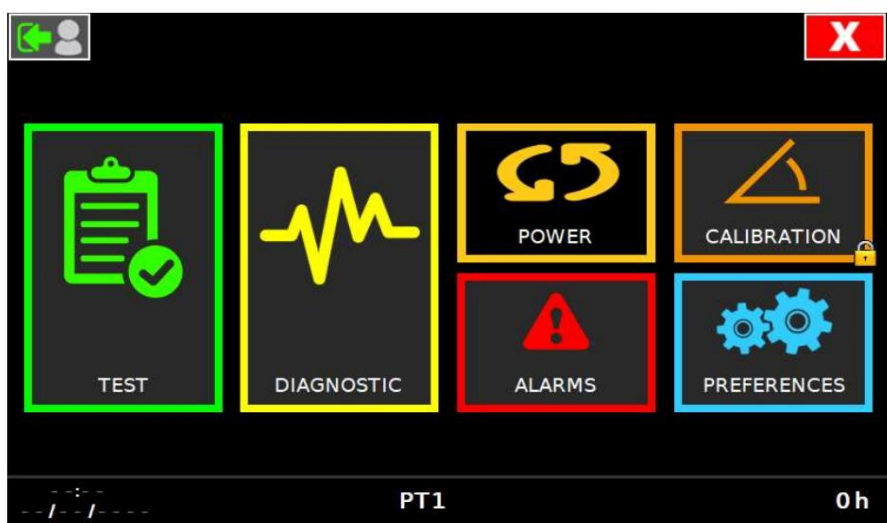 X
POWER
CALIBRATION
TEST
DIAGNOSTIC
ALARMS
PREFERENCES
--:--
--/--/----
PT1
0 h